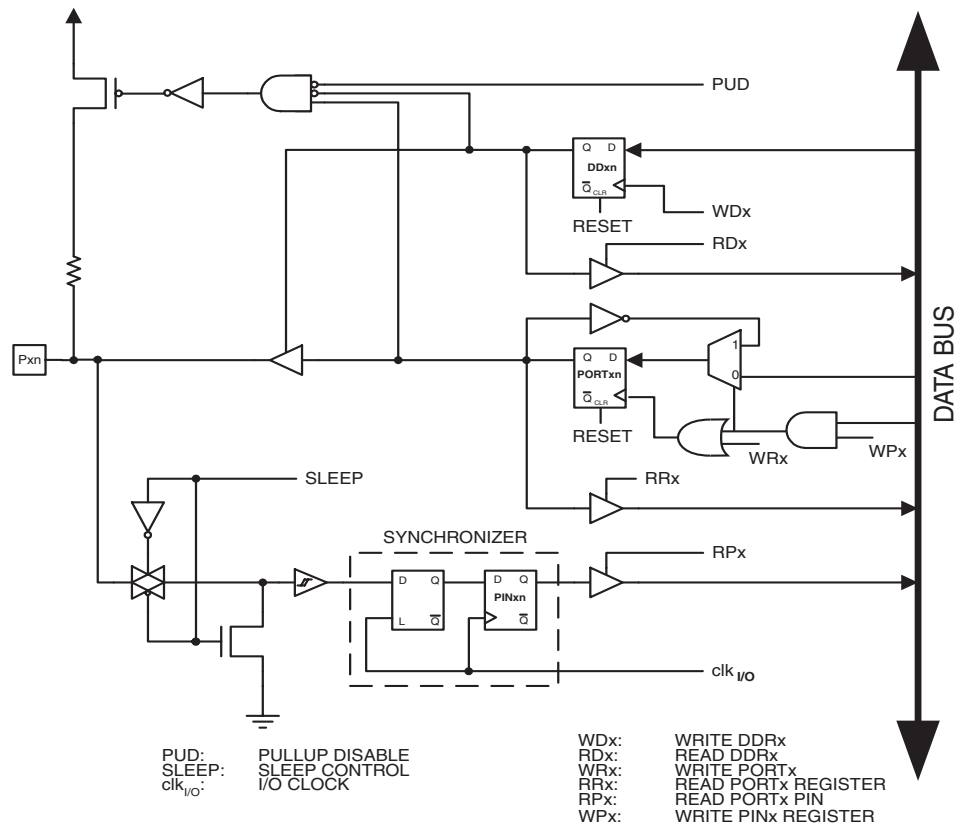 PUD
Q D
DDxn
Q CLR
WDx
RESET
RDx
Pxn
1
Q D
PORTxn
0
Q CLR
RESET
WRx
WPx
DATA BUS
SLEEP
RRx
SYNCHRONIZER
RPx
D Q
L Q
D Q
PINxn
Q
clk I/O
PUD: PULLUP DISABLE
SLEEP: SLEEP CONTROL
clkI/O: I/O CLOCK
WDx: WRITE DDRx
RDx: READ DDRx
WRx: WRITE PORTx
RRx: READ PORTx REGISTER
RPx: READ PORTx PIN
WPx: WRITE PINx REGISTER